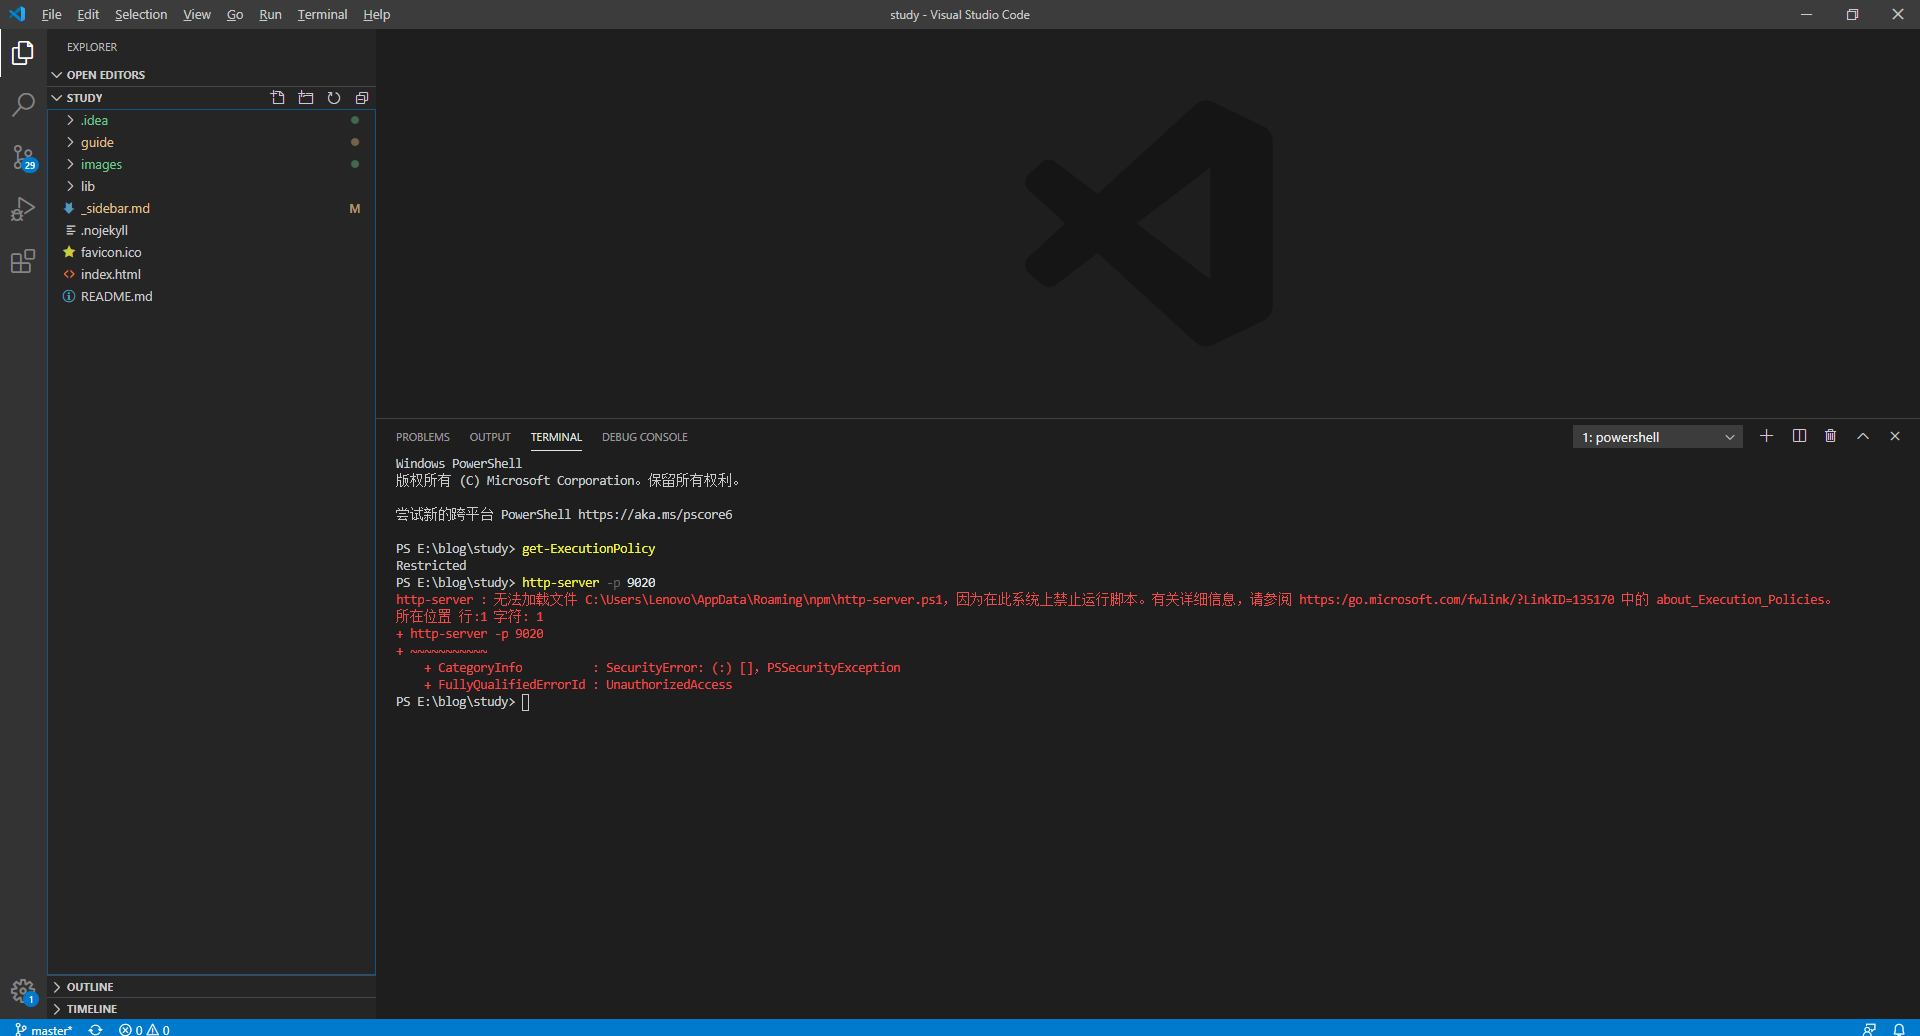 File Edit Selection View Go Run Terminal Help
study - Visual Studio Code
EXPLORER
OPEN EDITORS
STUDY
.idea
guide
images
lib
_sidebar.md M
.nojekyll
favicon.ico
index.html
README.md
29
OUTLINE
TIMELINE
1
master* 0 0
PROBLEMS OUTPUT TERMINAL DEBUG CONSOLE
1: powershell
Windows PowerShell
版权所有 (C) Microsoft Corporation。保留所有权利。
尝试新的跨平台 PowerShell https://aka.ms/pscore6
PS E:\blog\study> get-ExecutionPolicy
Restricted
PS E:\blog\study> http-server -p 9020
http-server : 无法加载文件 C:\Users\Lenovo\AppData\Roaming\npm\http-server.ps1，因为在此系统上禁止运行脚本。有关详细信息，请参阅 https:/go.microsoft.com/fwlink/?LinkID=135170 中的 about_Execution_Policies。
所在位置 行:1 字符: 1
+ http-server -p 9020
+ ~~~~~~~~~~~
+ CategoryInfo : SecurityError: (:) []，PSSecurityException
+ FullyQualifiedErrorId : UnauthorizedAccess
PS E:\blog\study>